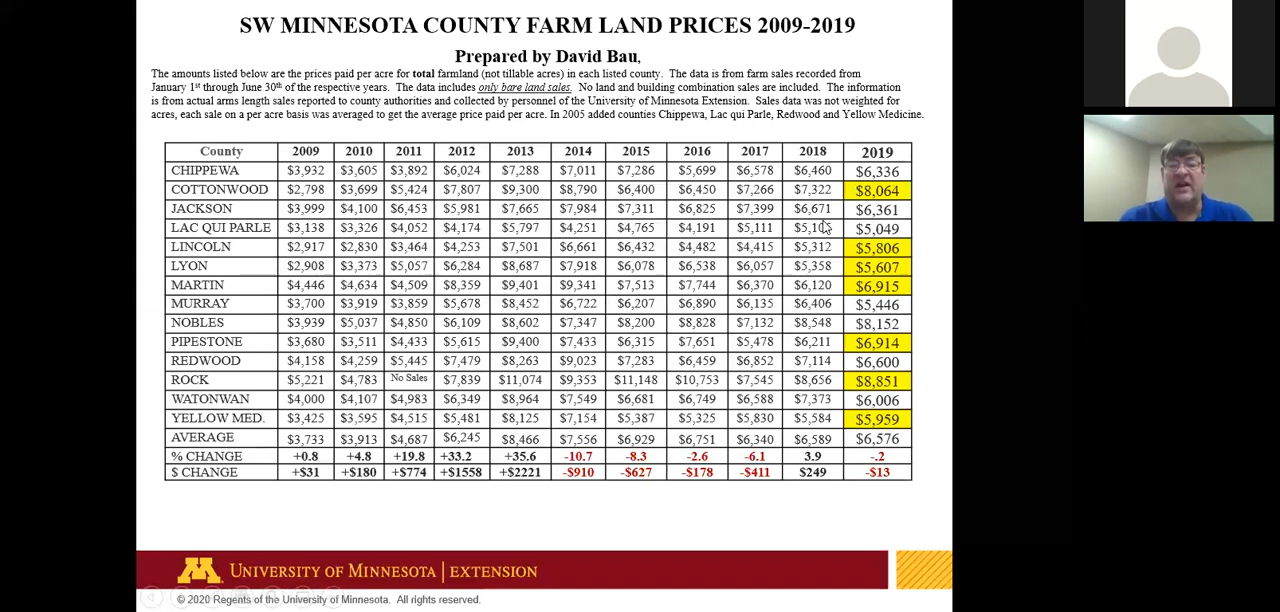 SW MINNESOTA COUNTY FARM LAND PRICES 2009-2019
Prepared by David Bau,
The amounts listed below are the prices paid per acre for total farmland (not tillable acres) in each listed county. The data is from farm sales recorded from
January 1st through June 30th of the respective years. The data includes only bare land sales. No land and building combination sales are included. The information
is from actual arms length sales reported to county authorities and collected by personnel of the University of Minnesota Extension. Sales data was not weighted for
acres, each sale on a per acre basis was averaged to get the average price paid per acre. In 2005 added counties Chippewa, Lac qui Parle, Redwood and Yellow Medicine.
County 2009 2010 2011 2012 2013 2014 2015 2016 2017 2018 2019
CHIPPEWA $3,932 $3,605 $3,892 $6,024 $7,288 $7,011 $7,286 $5,699 $6,578 $6,460 $6,336
COTTONWOOD $2,798 $3,699 $5,424 $7,807 $9,300 $8,790 $6,400 $6,450 $7,266 $7,322 $8,064
JACKSON $3,999 $4,100 $6,453 $5,981 $7,665 $7,984 $7,311 $6,825 $7,399 $6,671 $6,361
LAC QUI PARLE $3,138 $3,326 $4,052 $4,174 $5,797 $4,251 $4,765 $4,191 $5,111 $5,049
LINCOLN $2,917 $2,830 $3,464 $4,253 $7,501 $6,661 $6,432 $4,482 $4,415 $5,312 $5,806
LYON $2,908 $3,373 $5,057 $6,284 $8,687 $7,918 $6,078 $6,538 $6,057 $5,358 $5,607
MARTIN $4,446 $4,634 $4,509 $8,359 $9,401 $9,341 $7,513 $7,744 $6,370 $6,120 $6,915
MURRAY $3,700 $3,919 $3,859 $5,678 $8,452 $6,722 $6,207 $6,890 $6,135 $6,406 $5,446
NOBLES $3,939 $5,037 $4,850 $6,109 $8,602 $7,347 $8,200 $8,828 $7,132 $8,548 $8,152
PIPESTONE $3,680 $3,511 $4,433 $5,615 $9,400 $7,433 $6,315 $7,651 $5,478 $6,211 $6,914
REDWOOD $4,158 $4,259 $5,445 $7,479 $8,263 $9,023 $7,283 $6,459 $6,852 $7,114 $6,600
ROCK $5,221 $4,783 No Sales $7,839 $11,074 $9,353 $11,148 $10,753 $7,545 $8,656 $8,851
WATONWAN $4,000 $4,107 $4,983 $6,349 $8,964 $7,549 $6,681 $6,749 $6,588 $7,373 $6,006
YELLOW MED. $3,425 $3,595 $4,515 $5,481 $8,125 $7,154 $5,387 $5,325 $5,830 $5,584 $5,959
AVERAGE $3,733 $3,913 $4,687 $6,245 $8,466 $7,556 $6,929 $6,751 $6,340 $6,589 $6,576
% CHANGE +0.8 +4.8 +19.8 +33.2 +35.6 -10.7 -8.3 -2.6 -6.1 3.9 -.2
$ CHANGE +$31 +$180 +$774 +$1558 +$2221 -$910 -$627 -$178 -$411 $249 -$13
M UNIVERSITY OF MINNESOTA | EXTENSION
© 2020 Regents of the University of Minnesota. All rights reserved.